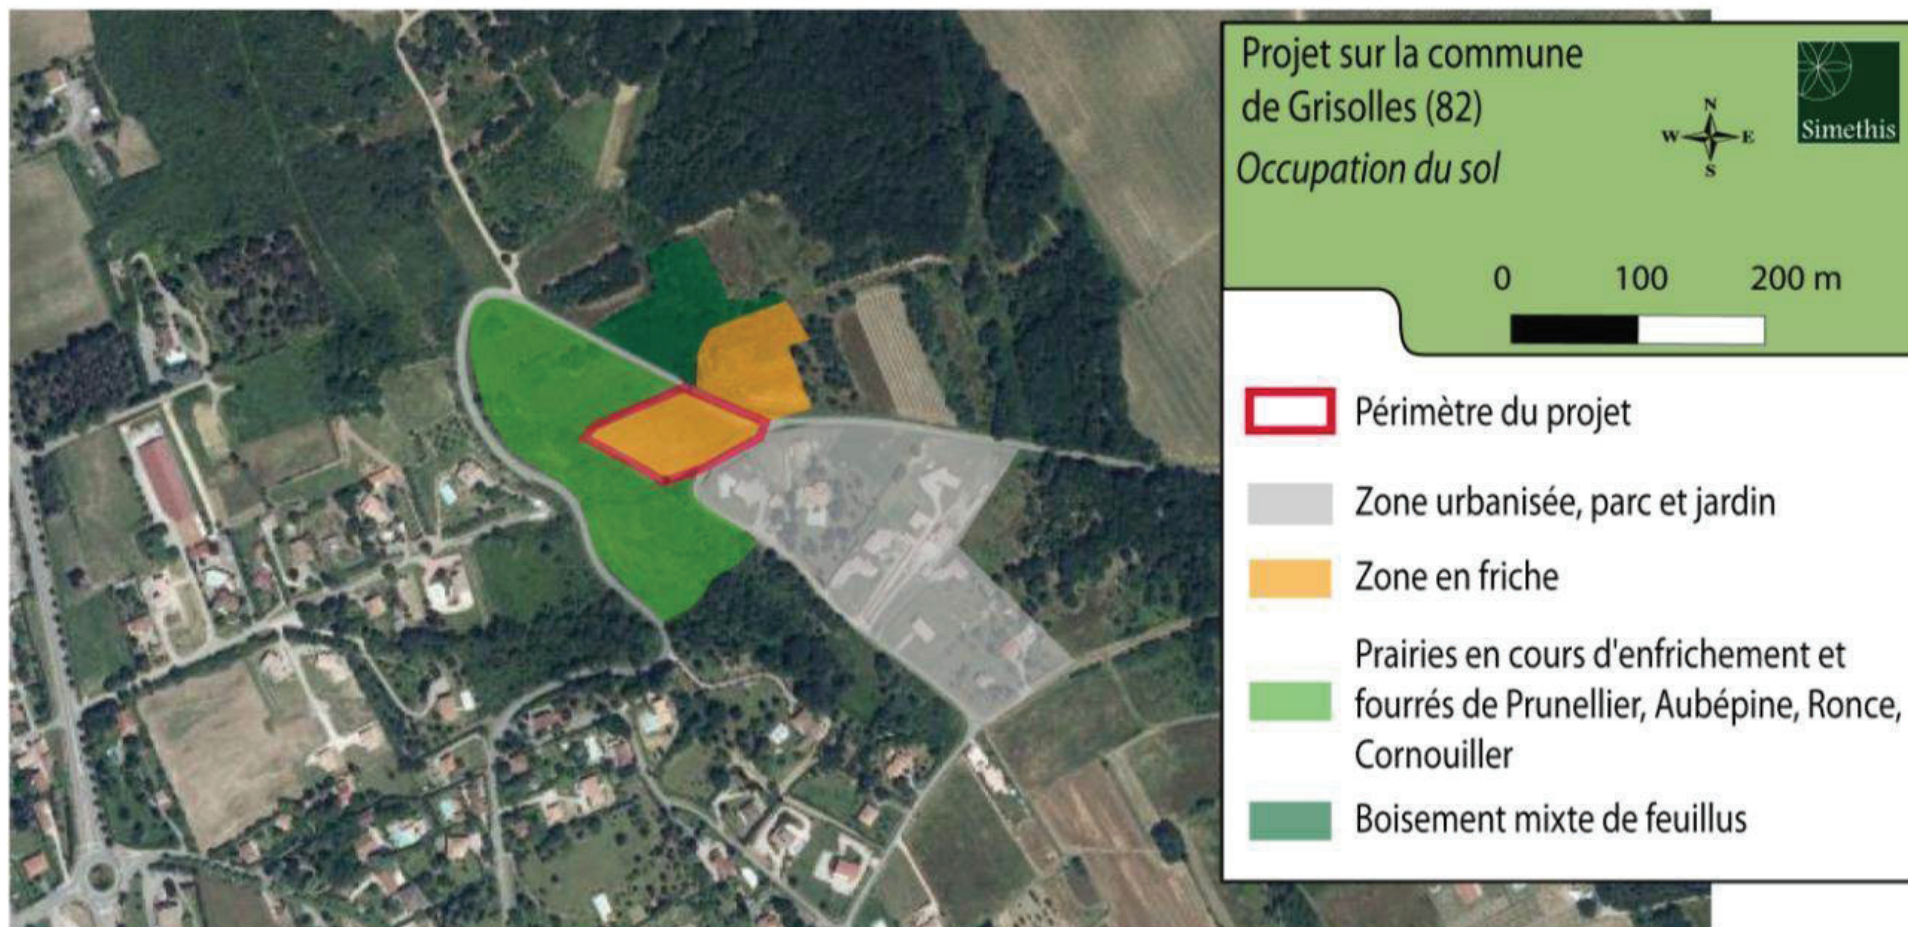 Projet sur la commune
de Grisolles (82)
Occupation du sol
N
W E
S
Simethis
0 100 200 m
Périmètre du projet
Zone urbanisée, parc et jardin
Zone en friche
Prairies en cours d'enfrichement et
fourrés de Prunellier, Aubépine, Ronce,
Cornouiller
Boisement mixte de feuillus